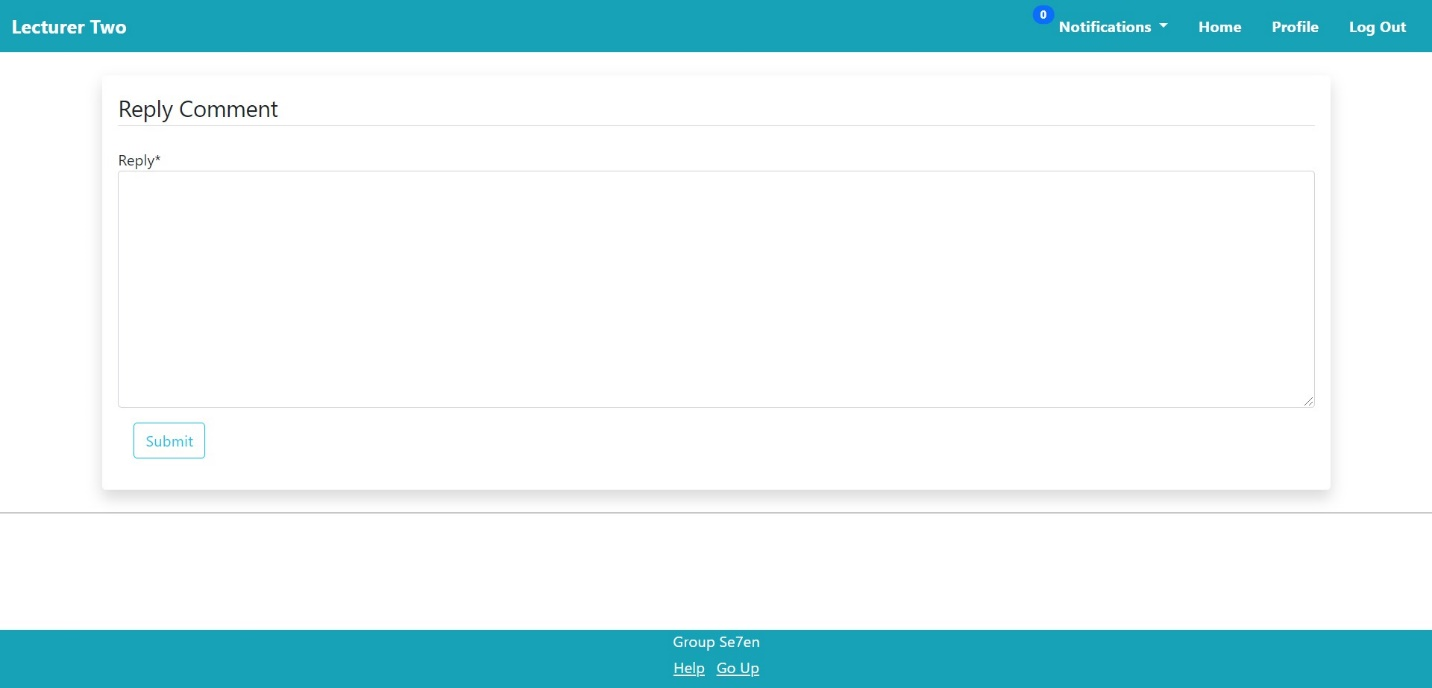 Lecturer Two 0 Notifications Home Profile Log Out
Reply Comment
Reply*
Submit
Group Se7en
Help Go Up